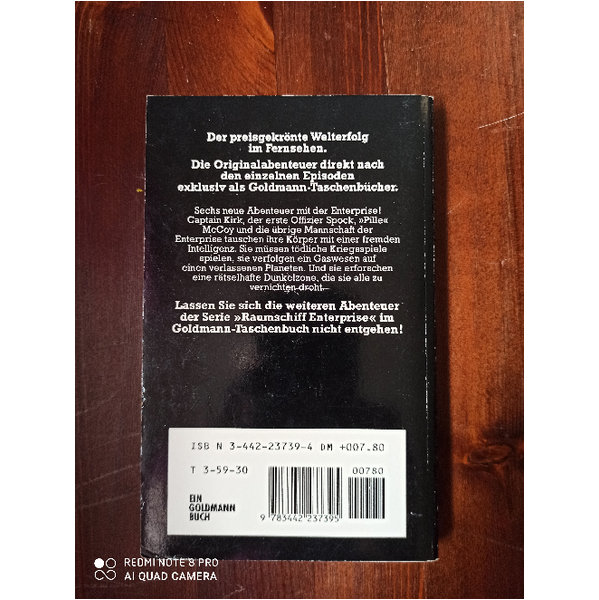 Der preisgekrönte Welterfolg
im Fernsehen.
Die Originalabenteuer direkt nach
den einzelnen Episoden
exklusiv als Goldmann-Taschenbücher.
Sechs neue Abenteuer mit der Enterprise!
Captain Kirk, der erste Offizier Spock, »Pille«
McCoy und die übrige Mannschaft der
Enterprise tauschen ihre Körper mit einer fremden
Intelligenz. Sie müssen tödliche Kriegsspiele
spielen, sie verfolgen ein Gaswesen auf
einen verlassenen Planeten. Und sie erforschen
eine rätselhafte Dunkelzone, die sie alle zu
vernichten droht–
Lassen Sie sich die weiteren Abenteuer
der Serie »Raumschiff Enterprise« im
Goldmann-Taschenbuch nicht entgehen!
ISB N 3-442-23739-4 DM +007.80
T 3-59-30 00780
EIN
GOLDMANN
BUCH
9 783442 237395
REDMI NOTE 8 PRO
AI QUAD CAMERA